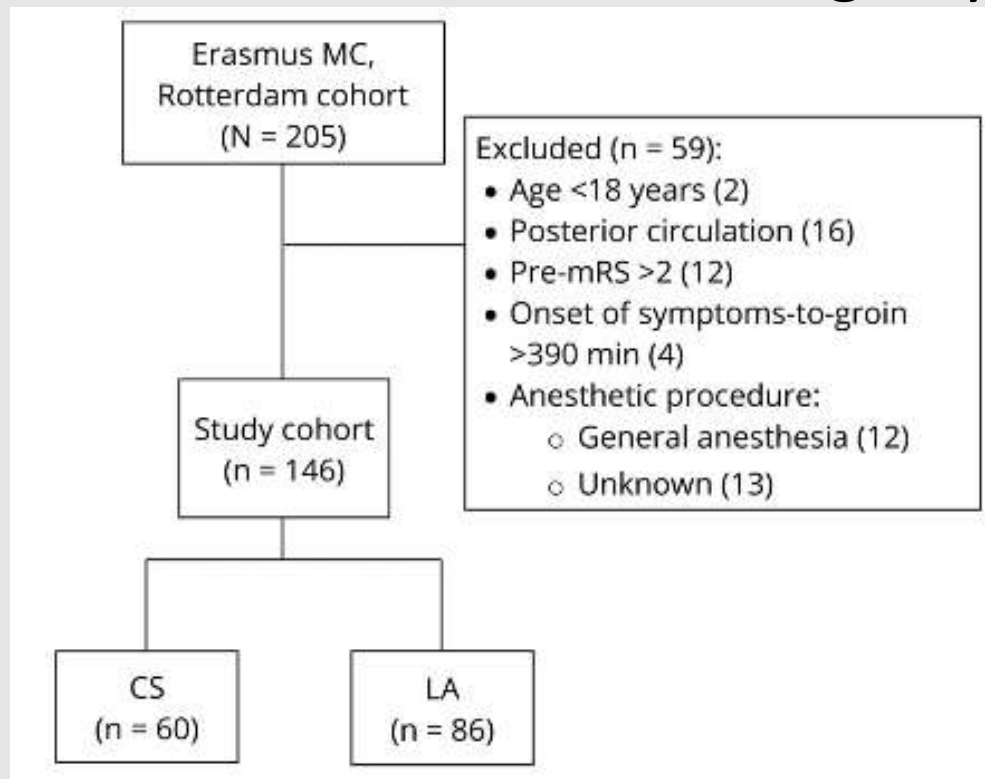 Erasmus MC,
Rotterdam cohort
(N = 205)
Excluded (n = 59):
• Age <18 years (2)
• Posterior circulation (16)
• Pre-mRS >2 (12)
• Onset of symptoms-to-groin
>390 min (4)
• Anesthetic procedure:
○ General anesthesia (12)
○ Unknown (13)
Study cohort
(n = 146)
CS
(n = 60)
LA
(n = 86)